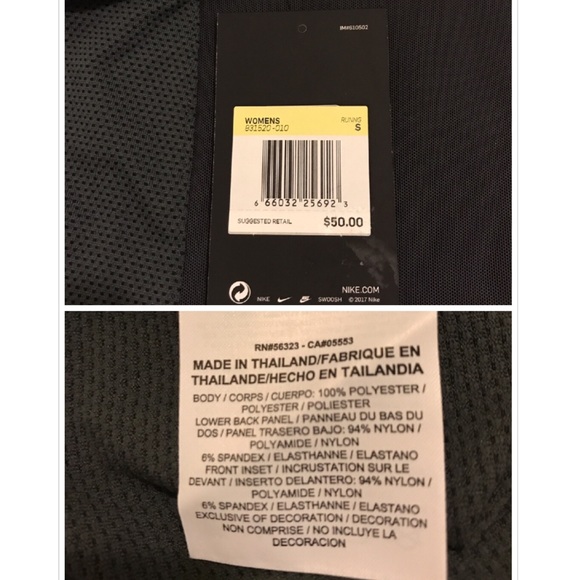 IM#610502
WOMENS RUNNG
831520-010 S
6 66032 25692 3
SUGGESTED RETAIL $50.00
NIKE.COM
NIKE SWOOSH © 2017 Nike
RN#56323 - CA#05553
MADE IN THAILAND/FABRIQUE EN
THAILANDE/HECHO EN TAILANDIA
BODY / CORPS / CUERPO: 100% POLYESTER /
POLYESTER / POLIESTER
LOWER BACK PANEL / PANNEAU DU BAS DU
DOS / PANEL TRASERO BAJO: 94% NYLON /
POLYAMIDE / NYLON
6% SPANDEX / ELASTHANNE / ELASTANO
FRONT INSET / INCRUSTATION SUR LE
DEVANT / INSERTO DELANTERO: 94% NYLON /
POLYAMIDE / NYLON
6% SPANDEX / ELASTHANNE / ELASTANO
EXCLUSIVE OF DECORATION / DECORATION
NON COMPRISE / NO INCLUYE LA
DECORACION